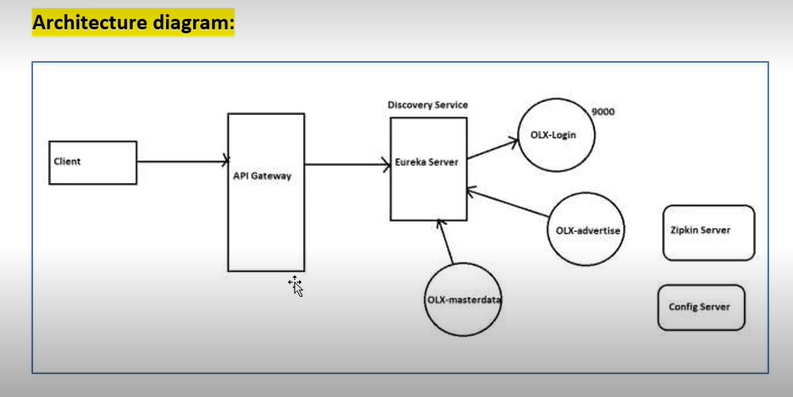 Architecture diagram:
Discovery Service
9000
OLX-Login
Client
Eureka Server
API Gateway
OLX-advertise
Zipkin Server
OLX-masterdata
Config Server